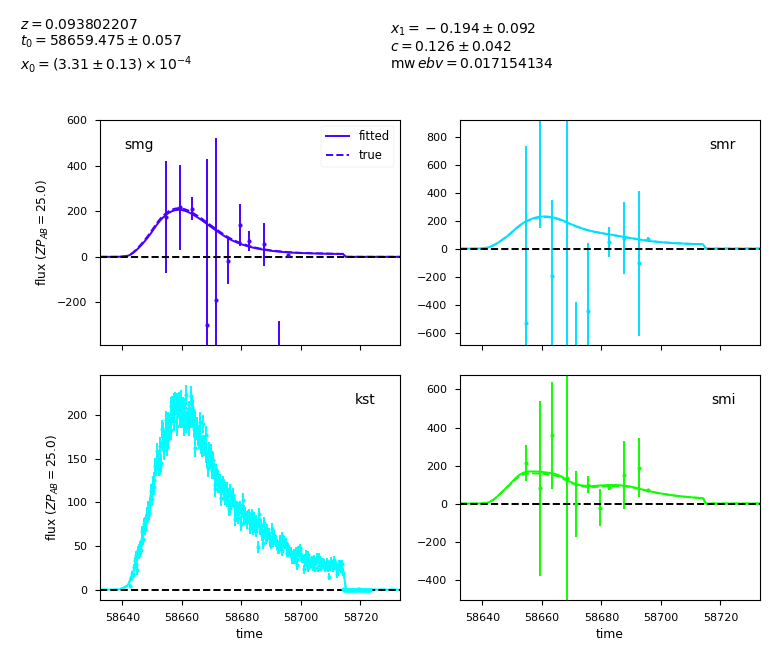 z = 0.093802207
t₀ = 58659.475 ± 0.057
x₀ = (3.31 ± 0.13) × 10⁻⁴
x₁ = −0.194 ± 0.092
c = 0.126 ± 0.042
mw ebv = 0.017154134
smg
fitted
true
600
400
200
0
−200
flux (ZP_AB = 25.0)
smr
800
600
400
200
0
−200
−400
−600
kst
200
150
100
50
0
flux (ZP_AB = 25.0)
58640 58660 58680 58700 58720
time
smi
600
400
200
0
−200
−400
58640 58660 58680 58700 58720
time